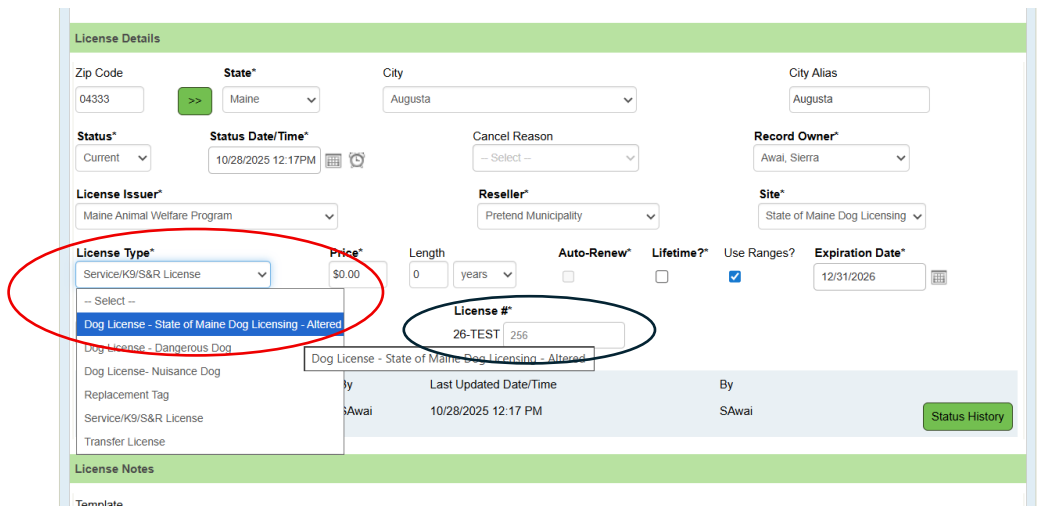 License Details
Zip Code State* City City Alias
04333 >> Maine Augusta Augusta
Status* Status Date/Time* Cancel Reason Record Owner*
Current 10/28/2025 12:17PM -- Select -- Awai, Sierra
License Issuer* Reseller* Site*
Maine Animal Welfare Program Pretend Municipality State of Maine Dog Licensing
License Type* Price* Length Auto-Renew* Lifetime?* Use Ranges? Expiration Date*
Service/K9/S&R License $0.00 0 years 12/31/2026
-- Select --
License #*
Dog License - State of Maine Dog Licensing - Altered
26-TEST 256
Dog License - Dangerous Dog
Dog License - State of Maine Dog Licensing - Altered
Dog License- Nuisance Dog
By Last Updated Date/Time By
Replacement Tag
SAwai 10/28/2025 12:17 PM SAwai
Service/K9/S&R License
Status History
Transfer License
License Notes
Template